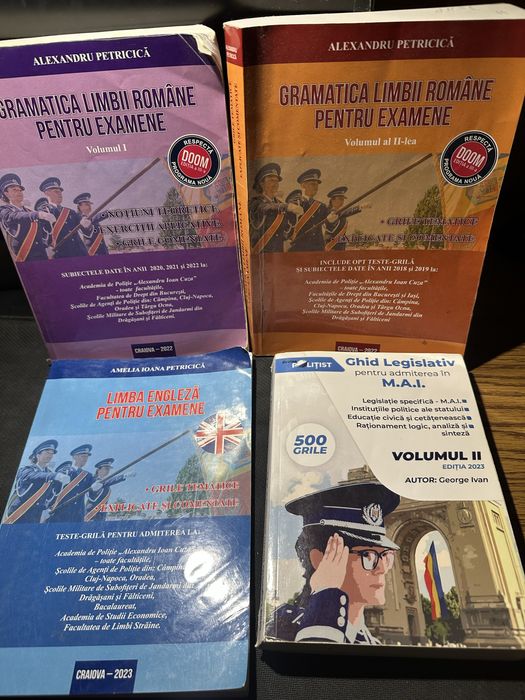 ALEXANDRU PETRICICĂ
GRAMATICA LIMBII ROMÂNE
PENTRU EXAMENE
Volumul I
RESPECTĂ
DOOM
EDIȚIA a III-a
PROGRAMA NOUĂ
• NOȚIUNI TEORETICE
• EXERCIȚII APLICATIVE
• GRILE COMENTATE
SUBIECTELE DATE ÎN ANII 2020, 2021 și 2022 la:
Academia de Poliție „Alexandru Ioan Cuza"
- toate facultățile,
Facultatea de Drept din București,
Școlile de Agenți de Poliție din: Câmpina, Cluj-Napoca,
Oradea și Târgu Ocna,
Școlile Militare de Subofițeri de Jandarmi din
Drăgășani și Fălticeni.
CRAIOVA – 2022
ALEXANDRU PETRICICĂ
GRAMATICA LIMBII ROMÂNE
PENTRU EXAMENE
Volumul al II-lea
RESPECTĂ
DOOM
EDIȚIA a III-a
PROGRAMA NOUĂ
• GRILE TEMATICE
• EXPLICATE ȘI COMENTATE
INCLUDE OPT TESTE-GRILĂ
ȘI SUBIECTELE DATE ÎN ANII 2018 și 2019 la:
Academia de Poliție „Alexandru Ioan Cuza"
- toate facultățile,
Facultățile de Drept din București și Iași,
Școlile de Agenți de Poliție din: Câmpina,
Cluj-Napoca, Oradea și Târgu Ocna,
Școlile Militare de Subofițeri de Jandarmi din
Drăgășani și Fălticeni
CRAIOVA – 2022
AMELIA IOANA PETRICICĂ
LIMBA ENGLEZĂ
PENTRU EXAMENE
• GRILE TEMATICE
• EXPLICATE ȘI COMENTATE
TESTE-GRILĂ PENTRU ADMITEREA LA:
Academia de Poliție „Alexandru Ioan Cuza"
- toate facultățile,
Școlile de Agenți de Poliție din: Câmpina,
Cluj-Napoca, Oradea,
Școlile Militare de Subofițeri de Jandarmi din
Drăgășani și Fălticeni,
Bacalaureat,
Academia de Studii Economice,
Facultatea de Limbi Străine.
CRAIOVA – 2023
POLIȚIST
Ghid Legislativ
pentru admiterea în
M.A.I.
Legislație specifică - M.A.I.
Instituțiile politice ale statului
Educație civică și cetățenească
Raționament logic, analiză și
sinteză
500
GRILE
VOLUMUL II
EDIȚIA 2023
AUTOR: George Ivan